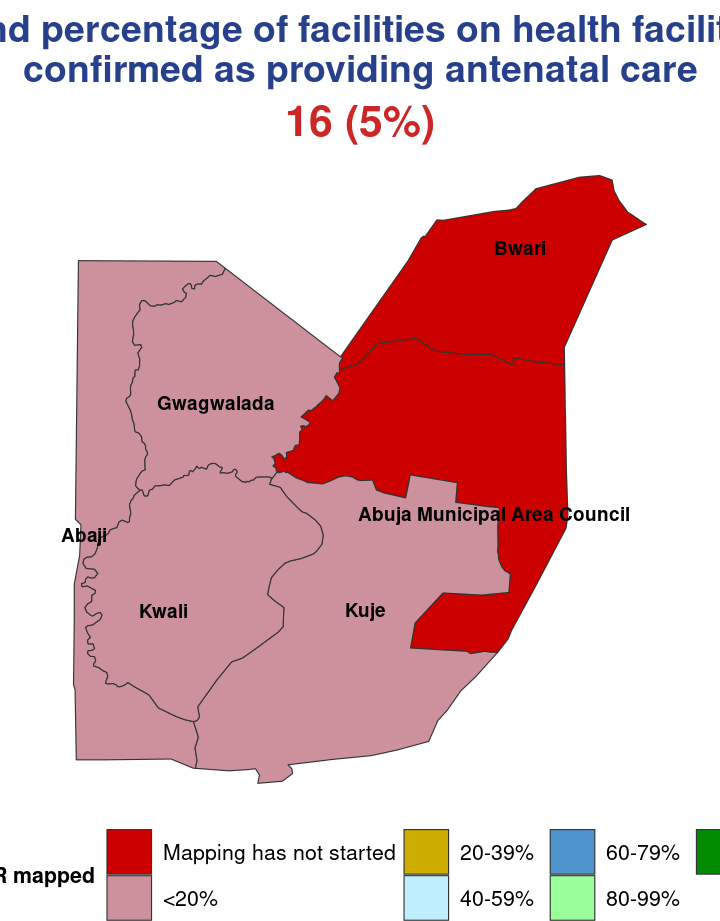 nd percentage of facilities on health facilit
confirmed as providing antenatal care
16 (5%)
Bwari
Gwagwalada
Abuja Municipal Area Council
Abaji
Kwali
Kuje
R mapped
Mapping has not started
<20%
20-39%
40-59%
60-79%
80-99%